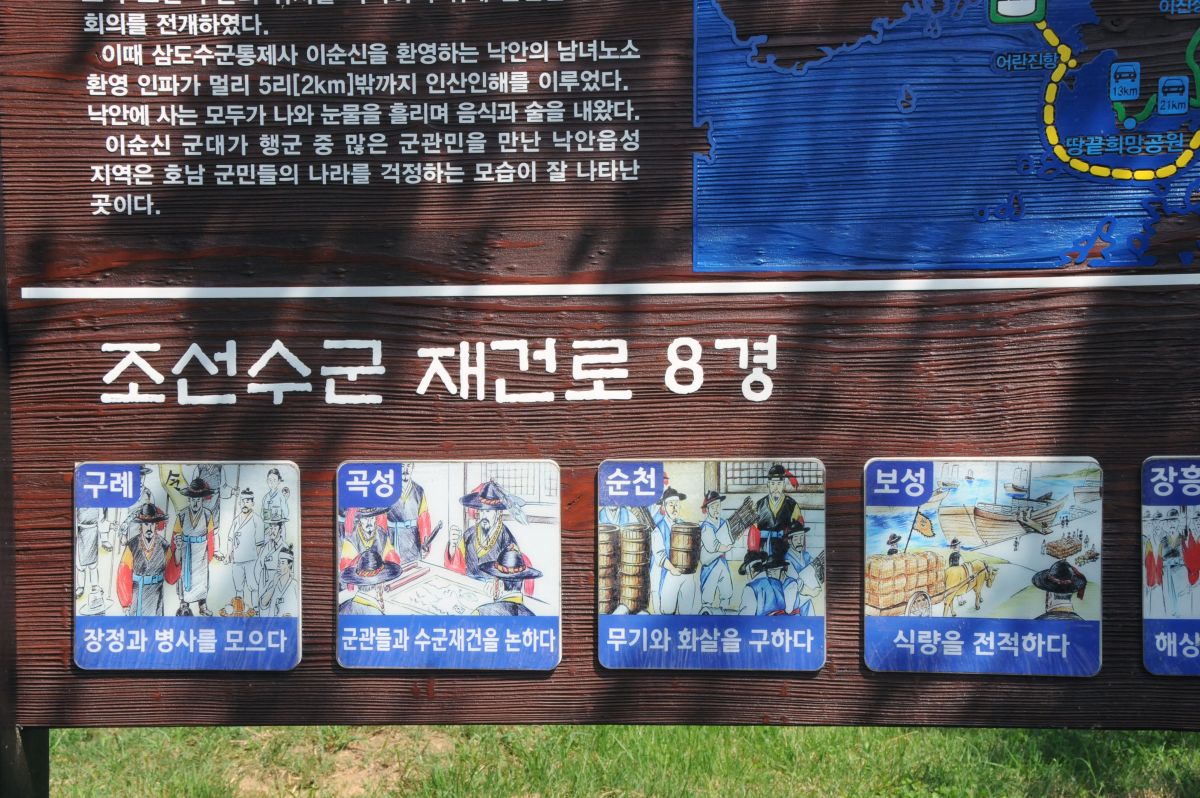 회의를 전개하였다.
이때 삼도수군통제사 이순신을 환영하는 낙안의 남녀노소
환영 인파가 멀리 5리[2km]밖까지 인산인해를 이루었다.
낙안에 사는 모두가 나와 눈물을 흘리며 음식과 술을 내왔다.
이순신 군대가 행군 중 많은 군관민을 만난 낙안읍성
지역은 호남 군민들의 나라를 걱정하는 모습이 잘 나타난
곳이다.
어란진항
13km
21km
땅끝희망공원
조선수군 재건로 8경
구례
장정과 병사를 모으다
곡성
군관들과 수군재건을 논하다
순천
무기와 화살을 구하다
보성
식량을 전적하다
장흥